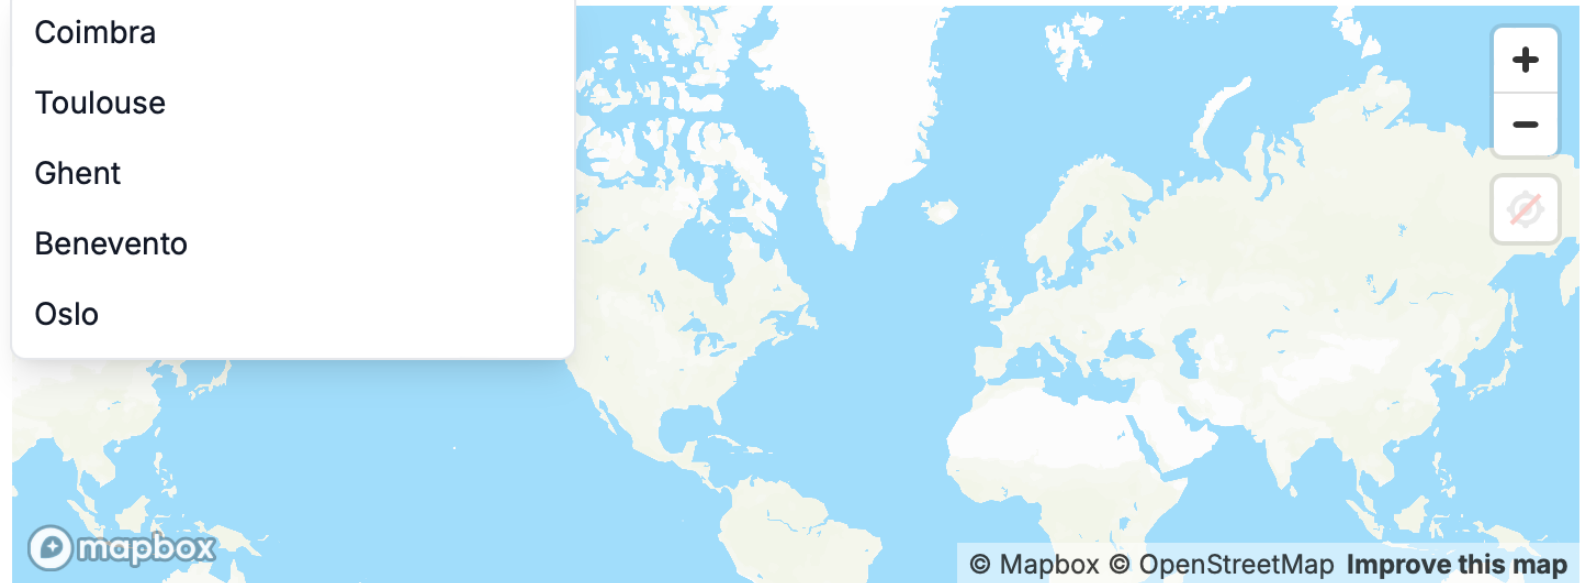 Coimbra
Toulouse
Ghent
Benevento
Oslo
mapbox
© Mapbox © OpenStreetMap Improve this map